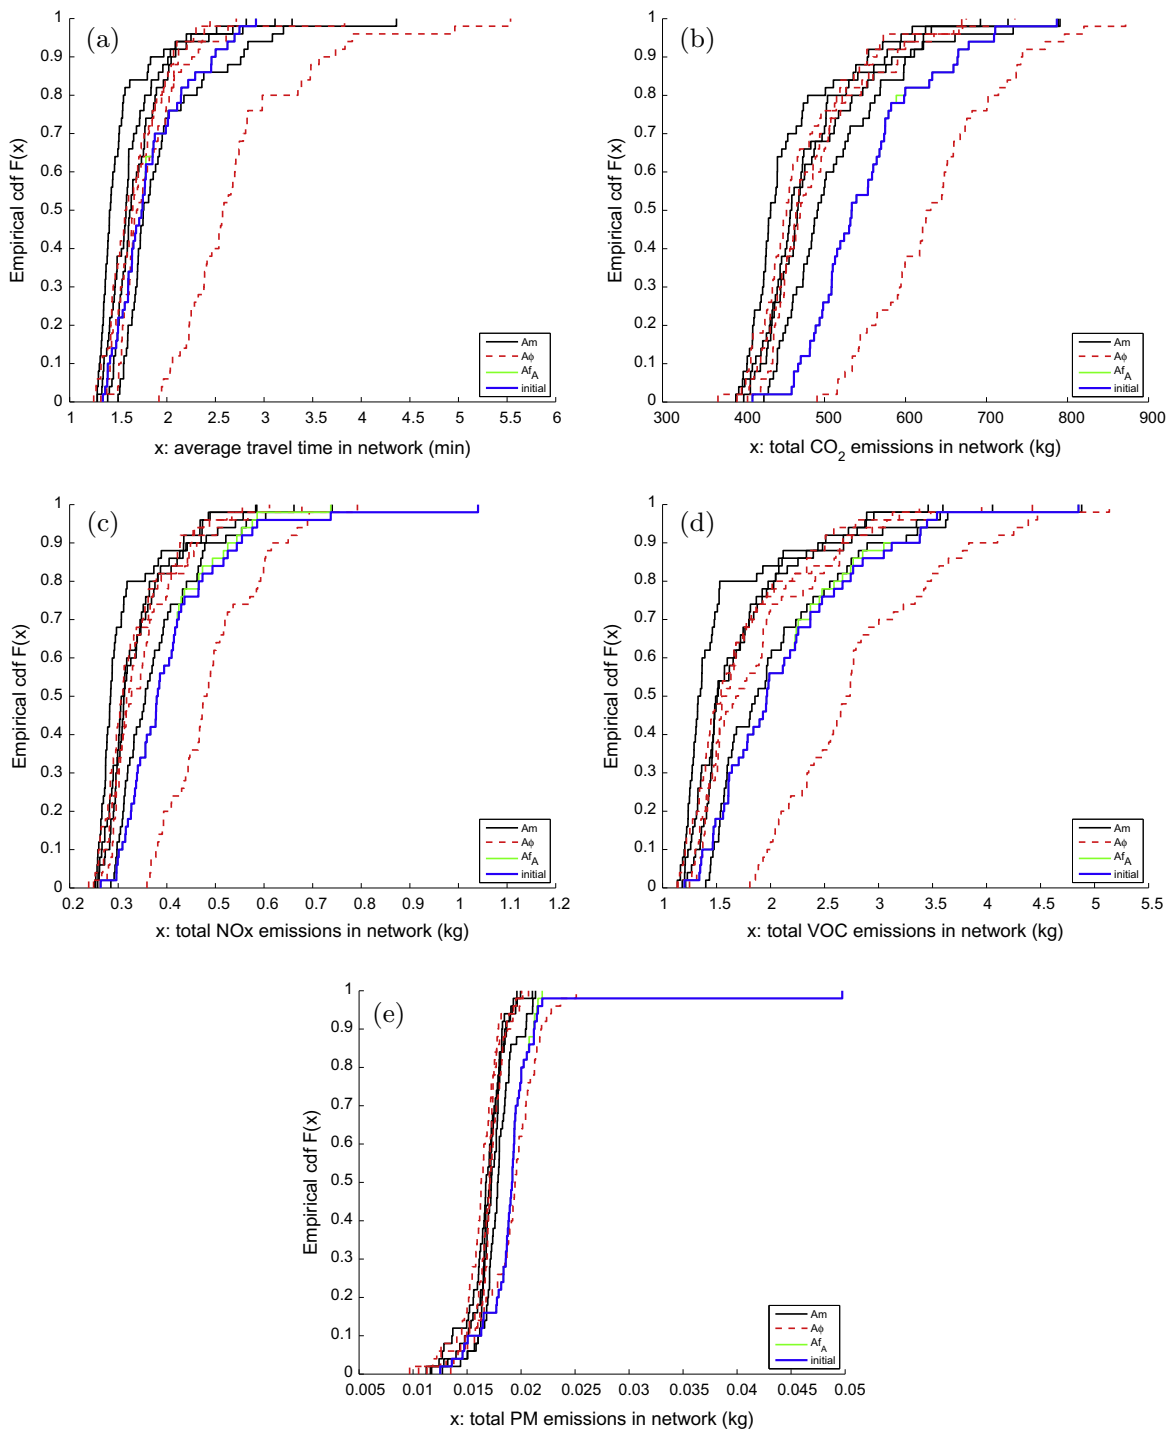 (a)
Empirical cdf F(x)
1
0.9
0.8
0.7
0.6
0.5
0.4
0.3
0.2
0.1
0
1 1.5 2 2.5 3 3.5 4 4.5 5 5.5 6
x: average travel time in network (min)
Am
Aϕ
Af_A
initial
(b)
Empirical cdf F(x)
1
0.9
0.8
0.7
0.6
0.5
0.4
0.3
0.2
0.1
0
300 400 500 600 700 800 900
x: total CO₂ emissions in network (kg)
Am
Aϕ
Af_A
initial
(c)
Empirical cdf F(x)
1
0.9
0.8
0.7
0.6
0.5
0.4
0.3
0.2
0.1
0
0.2 0.3 0.4 0.5 0.6 0.7 0.8 0.9 1 1.1 1.2
x: total NOx emissions in network (kg)
Am
Aϕ
Af_A
initial
(d)
Empirical cdf F(x)
1
0.9
0.8
0.7
0.6
0.5
0.4
0.3
0.2
0.1
0
1 1.5 2 2.5 3 3.5 4 4.5 5 5.5
x: total VOC emissions in network (kg)
Am
Aϕ
Af_A
initial
(e)
Empirical cdf F(x)
1
0.9
0.8
0.7
0.6
0.5
0.4
0.3
0.2
0.1
0
0.005 0.01 0.015 0.02 0.025 0.03 0.035 0.04 0.045 0.05
x: total PM emissions in network (kg)
Am
Aϕ
Af_A
initial